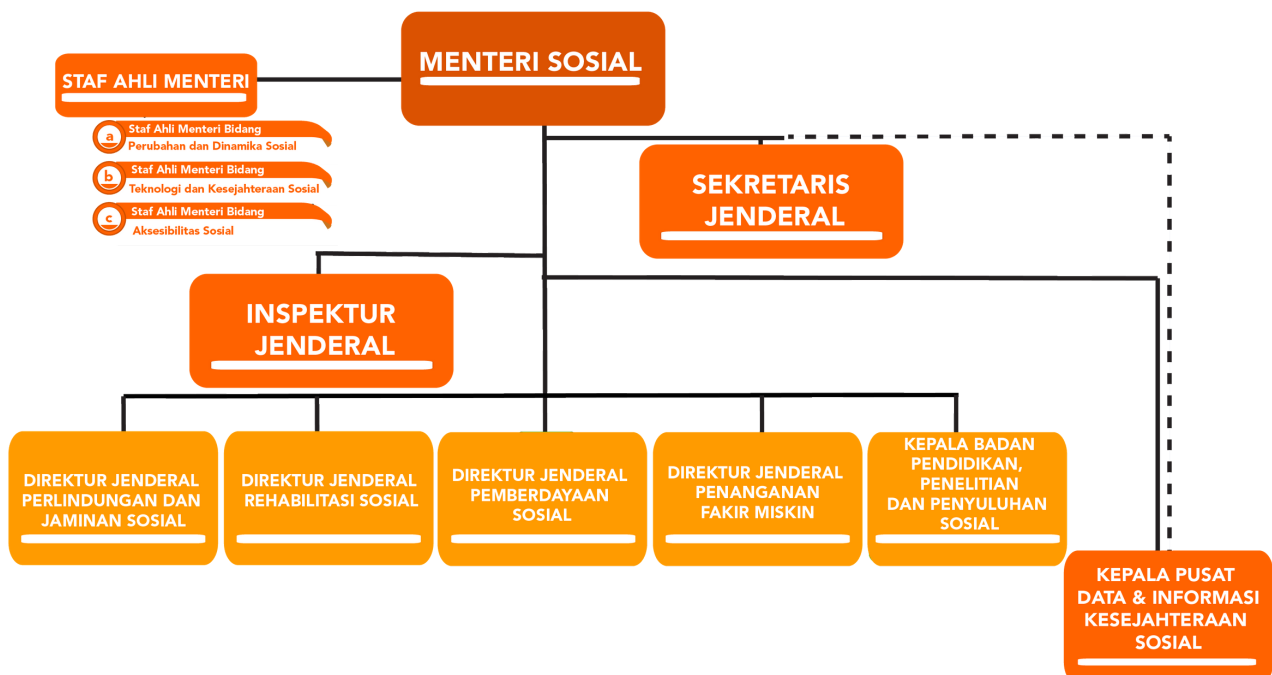 MENTERI SOSIAL
STAF AHLI MENTERI
a
Staf Ahli Menteri Bidang
Perubahan dan Dinamika Sosial
b
Staf Ahli Menteri Bidang
Teknologi dan Kesejahteraan Sosial
c
Staf Ahli Menteri Bidang
Aksesibilitas Sosial
SEKRETARIS
JENDERAL
INSPEKTUR
JENDERAL
DIREKTUR JENDERAL
PERLINDUNGAN DAN
JAMINAN SOSIAL
DIREKTUR JENDERAL
REHABILITASI SOSIAL
DIREKTUR JENDERAL
PEMBERDAYAAN
SOSIAL
DIREKTUR JENDERAL
PENANGANAN
FAKIR MISKIN
KEPALA BADAN
PENDIDIKAN,
PENELITIAN
DAN PENYULUHAN
SOSIAL
KEPALA PUSAT
DATA & INFORMASI
KESEJAHTERAAN
SOSIAL